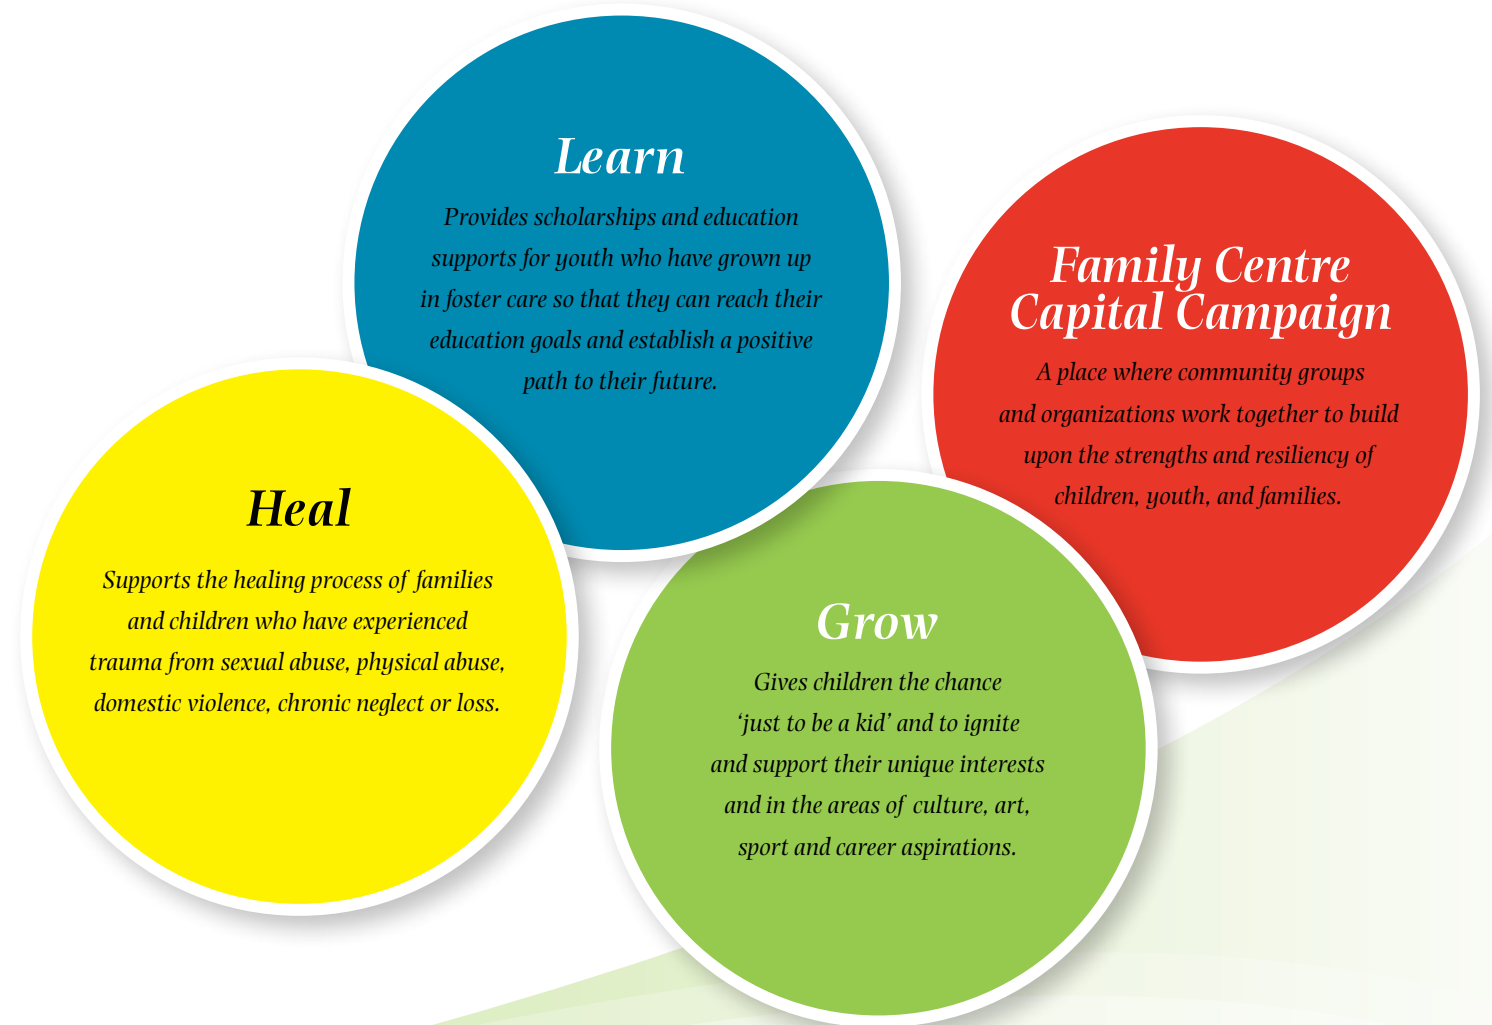 Learn
Provides scholarships and education
supports for youth who have grown up
in foster care so that they can reach their
education goals and establish a positive
path to their future.
Family Centre
Capital Campaign
A place where community groups
and organizations work together to build
upon the strengths and resiliency of
children, youth, and families.
Heal
Supports the healing process of families
and children who have experienced
trauma from sexual abuse, physical abuse,
domestic violence, chronic neglect or loss.
Grow
Gives children the chance
‘just to be a kid’ and to ignite
and support their unique interests
and in the areas of culture, art,
sport and career aspirations.